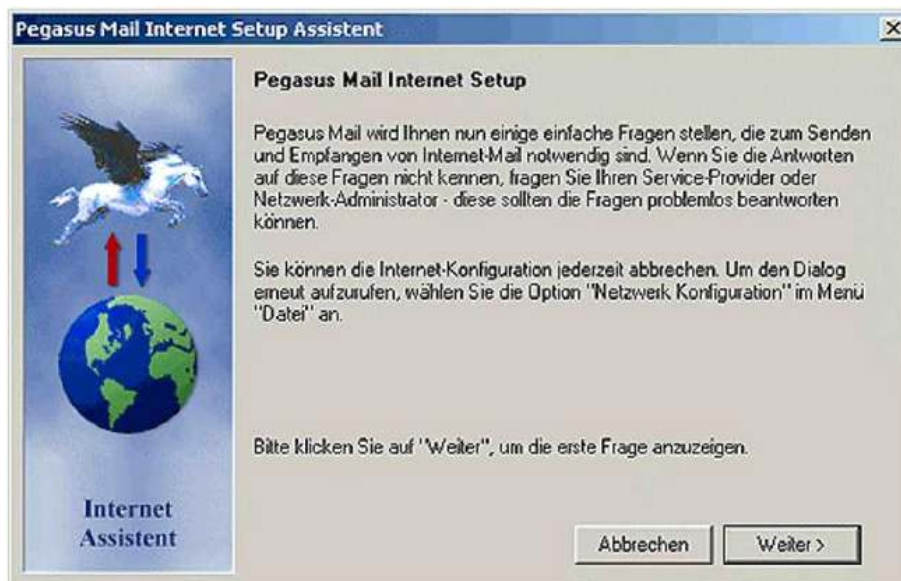 Pegasus Mail Internet Setup Assistent
Pegasus Mail Internet Setup
Pegasus Mail wird Ihnen nun einige einfache Fragen stellen, die zum Senden
und Empfangen von Internet-Mail notwendig sind. Wenn Sie die Antworten
auf diese Fragen nicht kennen, fragen Sie Ihren Service-Provider oder
Netzwerk-Administrator - diese sollten die Fragen problemlos beantworten
können.
Sie können die Internet-Konfiguration jederzeit abbrechen. Um den Dialog
erneut aufzurufen, wählen Sie die Option "Netzwerk Konfiguration" im Menü
"Datei" an.
Bitte klicken Sie auf "Weiter", um die erste Frage anzuzeigen.
Internet
Assistent
Abbrechen
Weiter >